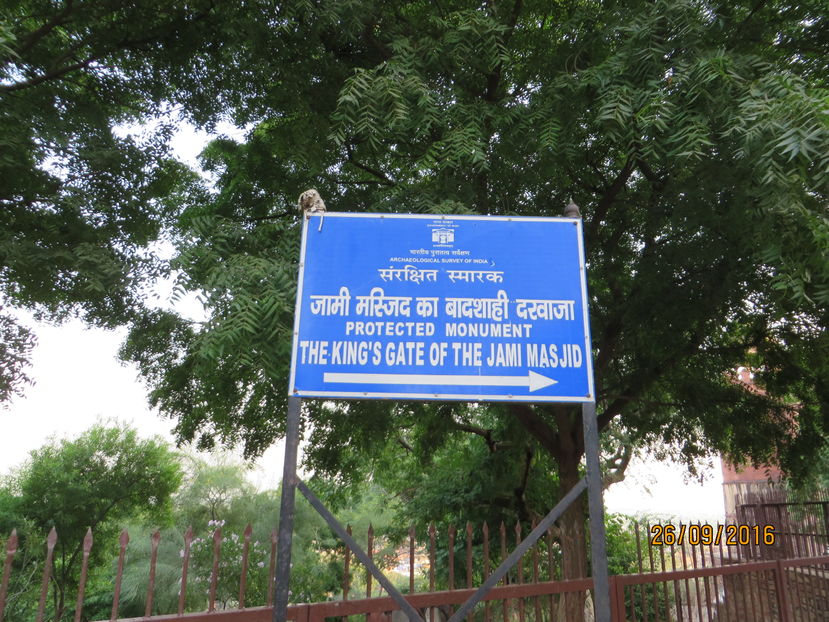 भारतीय पुरातत्व सर्वेक्षण
ARCHAEOLOGICAL SURVEY OF INDIA
संरक्षित स्मारक
जामी मस्जिद का बादशाही दरवाजा
PROTECTED MONUMENT
THE KING'S GATE OF THE JAMI MASJID
26/09/2016